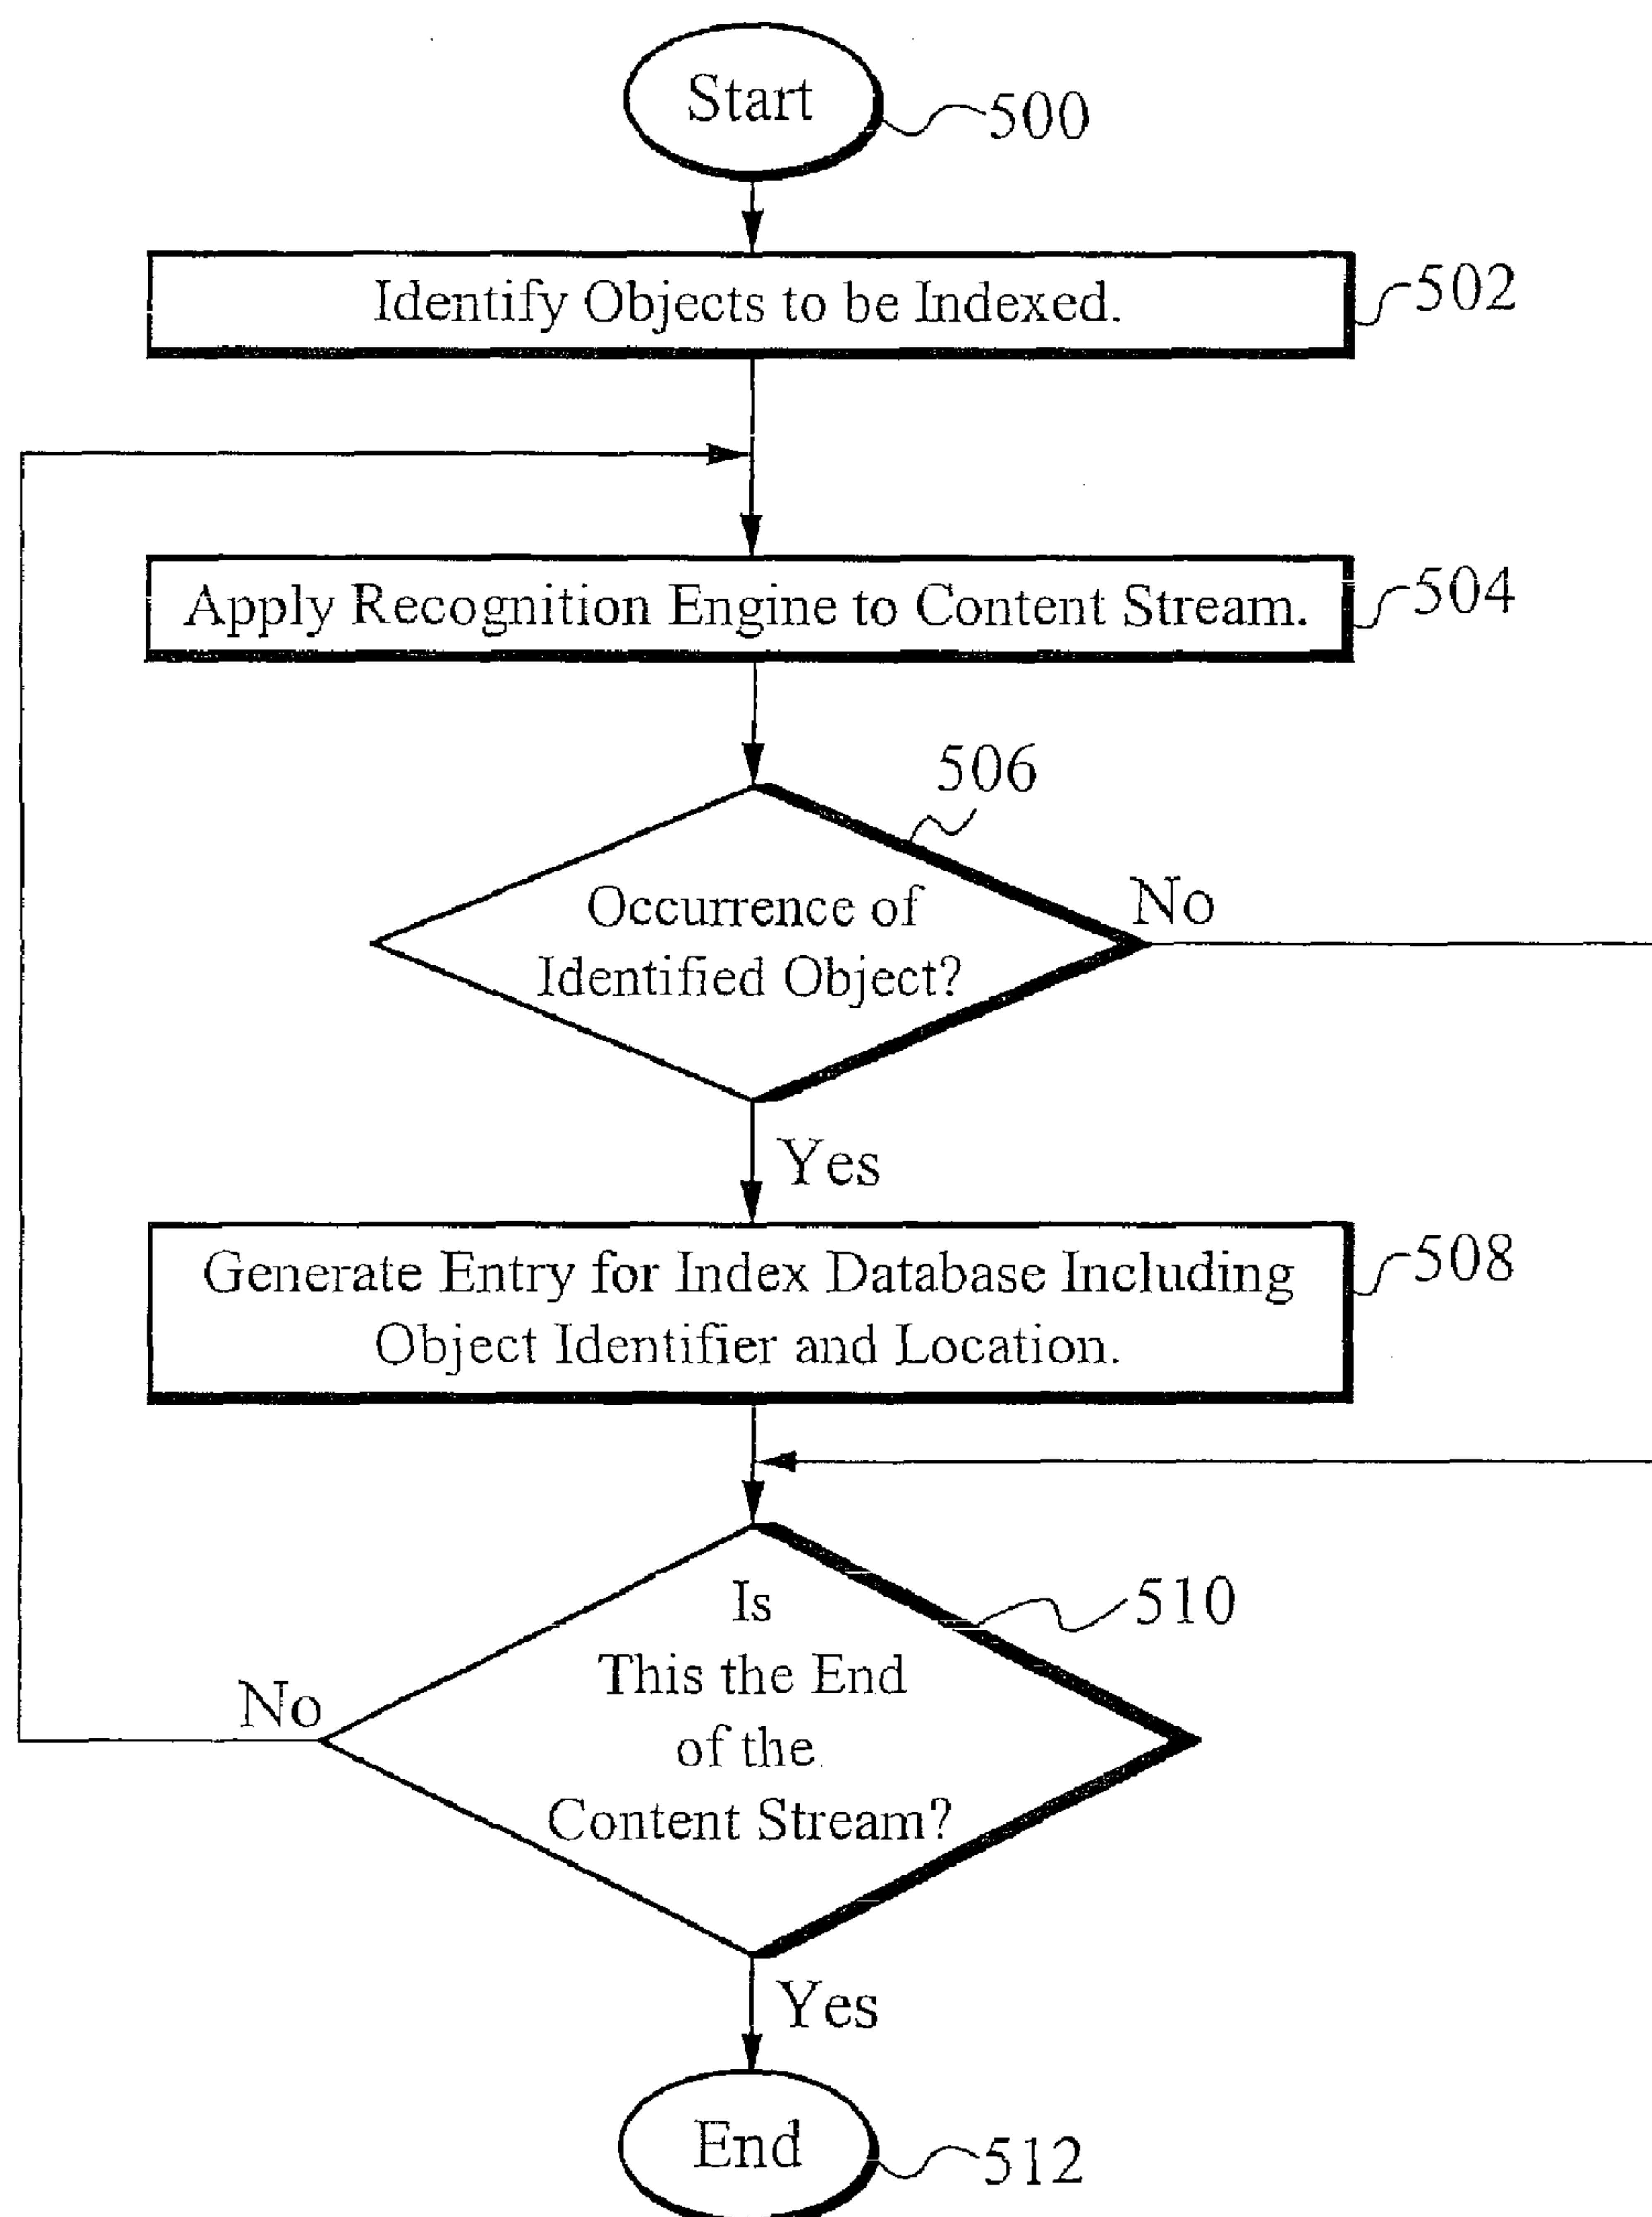 Start
500
Identify Objects to be Indexed.
502
Apply Recognition Engine to Content Stream.
504
506
Occurrence of
Identified Object?
No
Yes
Generate Entry for Index Database Including
Object Identifier and Location.
508
Is
This the End
of the
Content Stream?
510
No
Yes
End
512